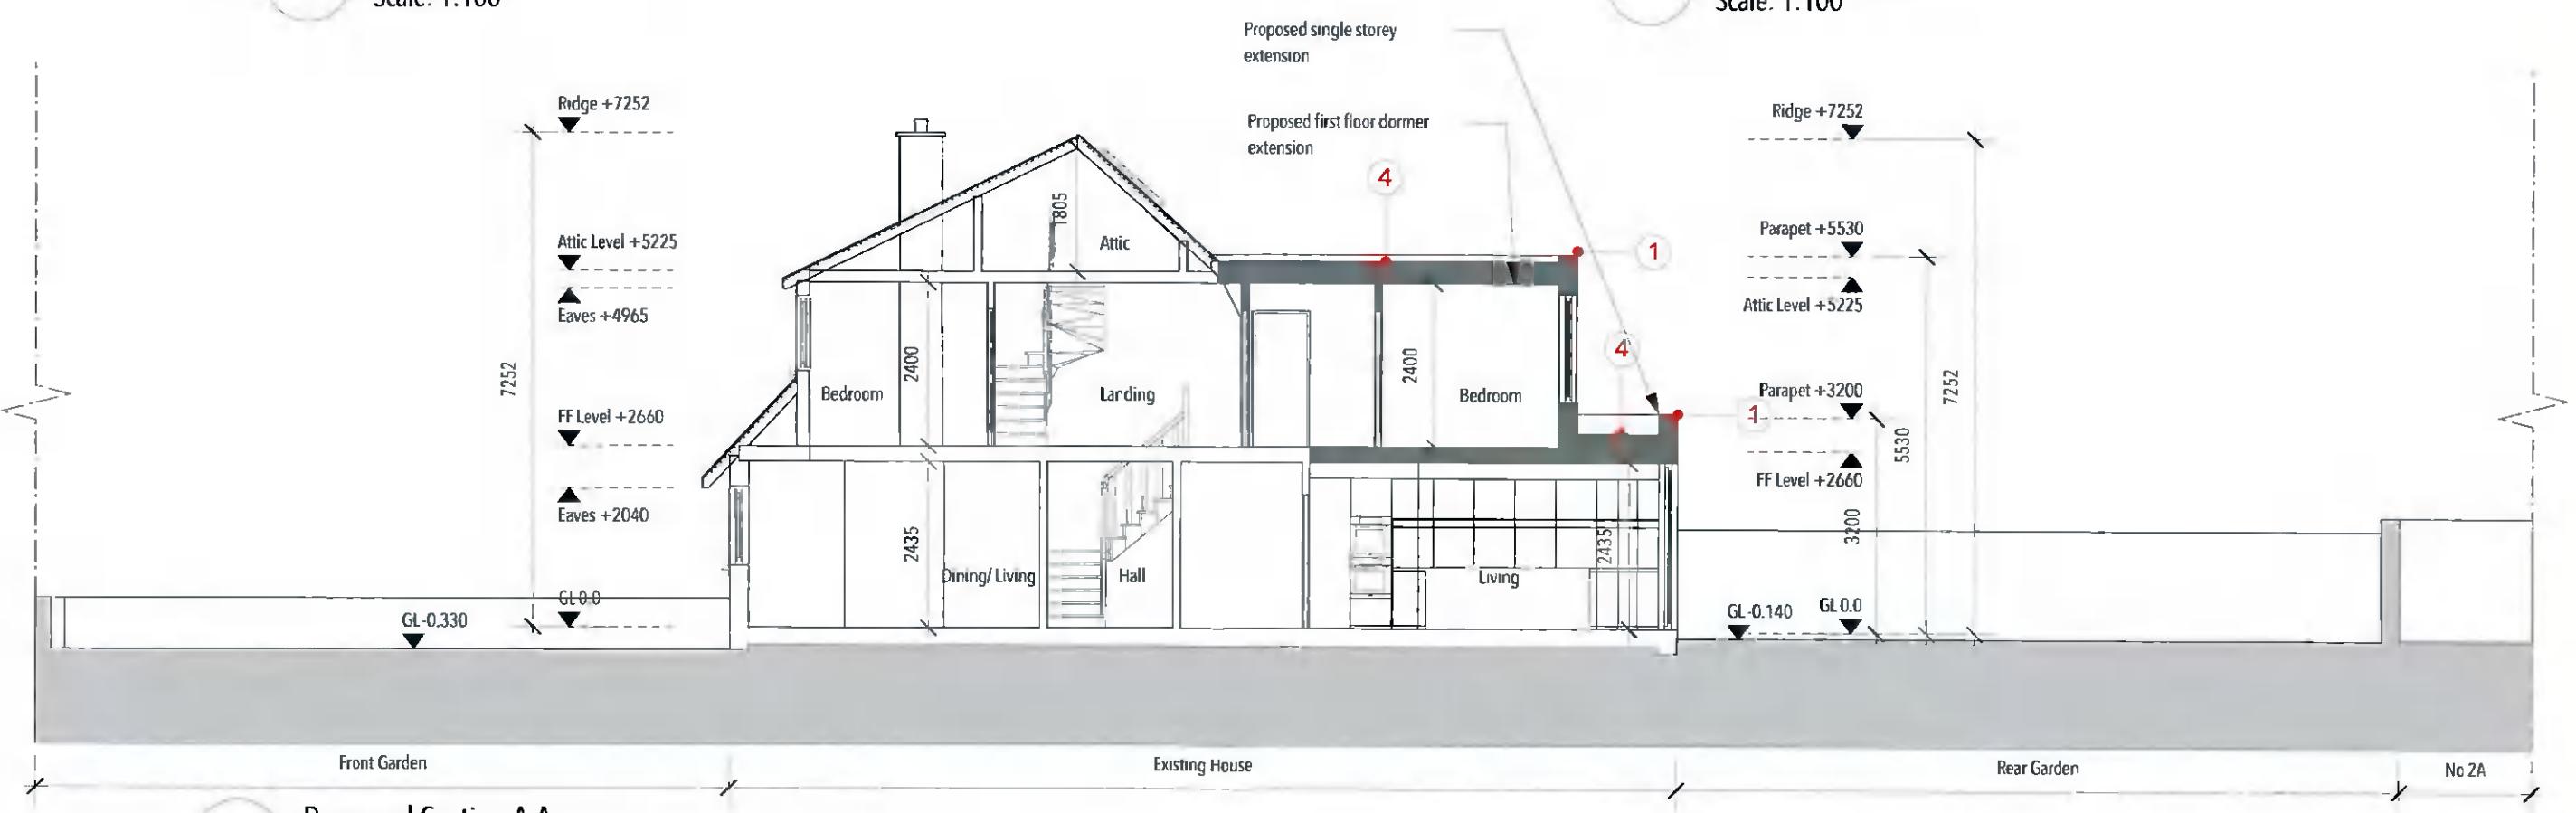 Scale: 1:100
Scale: 1:100
Proposed single storey
extension
Proposed first floor dormer
extension
Ridge +7252
Attic Level +5225
Eaves +4965
FF Level +2660
Eaves +2040
GL 0.0
GL-0.330
7252
1805
Attic
4
1
2400
Bedroom
Landing
2400
Bedroom
4
1
2435
Dining/ Living
Hall
Living
2435
Ridge +7252
Parapet +5530
Attic Level +5225
Parapet +3200
FF Level +2660
7252
5530
3200
GL-0.140
GL 0.0
Front Garden
Existing House
Rear Garden
No 2A
Proposed Section A-A